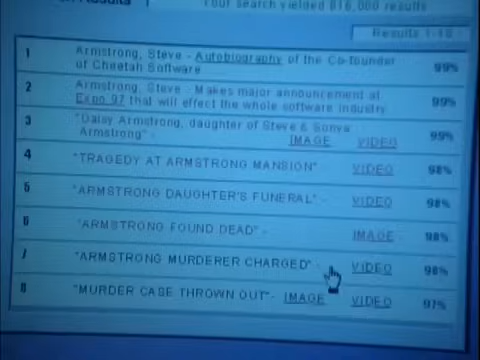 Results
Your search yielded 816,000 results
Results 1-10
1 Armstrong, Steve - Autobiography of the Co-founder 99%
of Cheetah Software
2 Armstrong, Steve - Makes major announcement at 99%
Expo 97 that will effect the whole software industry
3 "Daisy Armstrong, daughter of Steve & Sonya 99%
Armstrong" - IMAGE VIDEO
4 "TRAGEDY AT ARMSTRONG MANSION" - VIDEO 98%
5 "ARMSTRONG DAUGHTER'S FUNERAL" - VIDEO 98%
6 "ARMSTRONG FOUND DEAD" - IMAGE 98%
7 "ARMSTRONG MURDERER CHARGED" - VIDEO 98%
8 "MURDER CASE THROWN OUT" - IMAGE VIDEO 97%